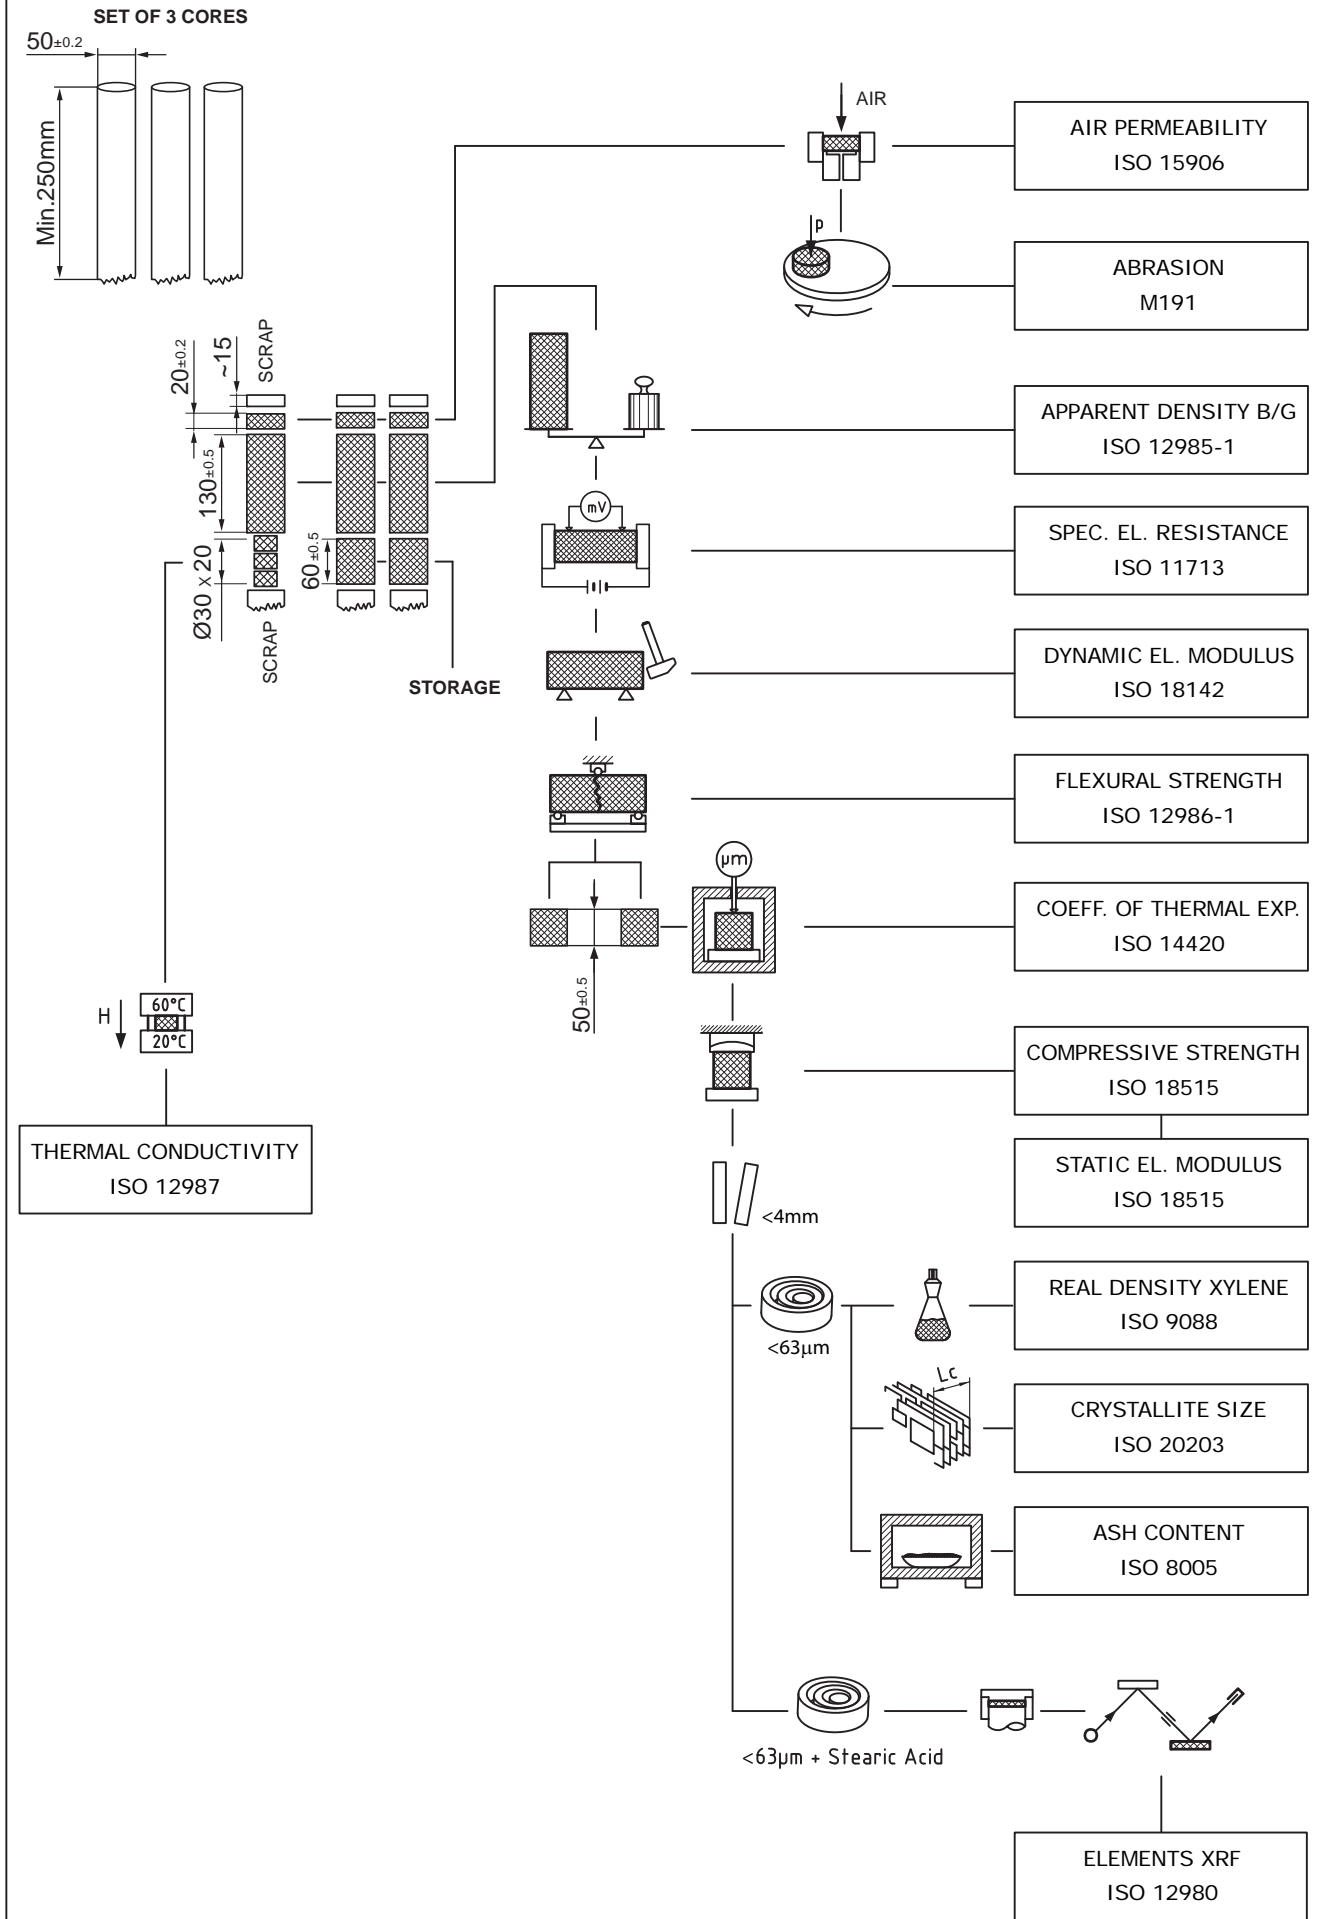 SET OF 3 CORES
50±0.2
Min.250mm
AIR
AIR PERMEABILITY
ISO 15906
p
ABRASION
M191
20±0.2
~15
SCRAP
130±0.5
Ø30 x 20
SCRAP
60±0.5
STORAGE
APPARENT DENSITY B/G
ISO 12985-1
mV
SPEC. EL. RESISTANCE
ISO 11713
DYNAMIC EL. MODULUS
ISO 18142
FLEXURAL STRENGTH
ISO 12986-1
µm
50±0.5
COEFF. OF THERMAL EXP.
ISO 14420
H
60°C
20°C
THERMAL CONDUCTIVITY
ISO 12987
COMPRESSIVE STRENGTH
ISO 18515
STATIC EL. MODULUS
ISO 18515
<4mm
<63µm
REAL DENSITY XYLENE
ISO 9088
Lc
CRYSTALLITE SIZE
ISO 20203
ASH CONTENT
ISO 8005
<63µm + Stearic Acid
ELEMENTS XRF
ISO 12980